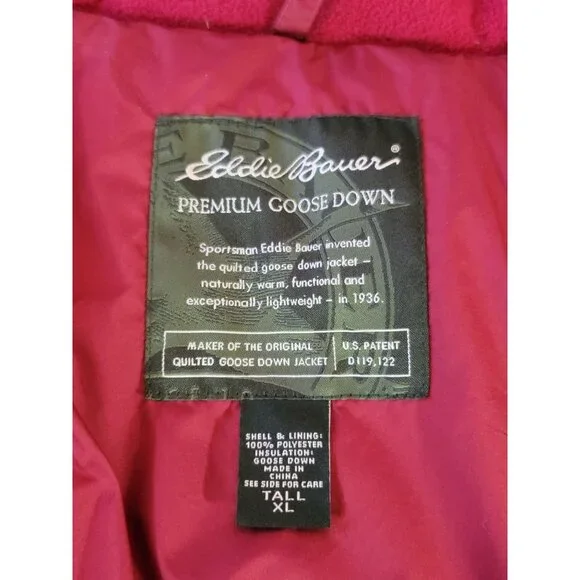 Eddie Bauer®
PREMIUM GOOSE DOWN
Sportsman Eddie Bauer invented
the quilted goose down jacket –
naturally warm, functional and
exceptionally lightweight – in 1936.
MAKER OF THE ORIGINAL
QUILTED GOOSE DOWN JACKET
U.S. PATENT
D119,122
SHELL & LINING:
100% POLYESTER
INSULATION:
GOOSE DOWN
MADE IN
CHINA
SEE SIDE FOR CARE
TALL
XL